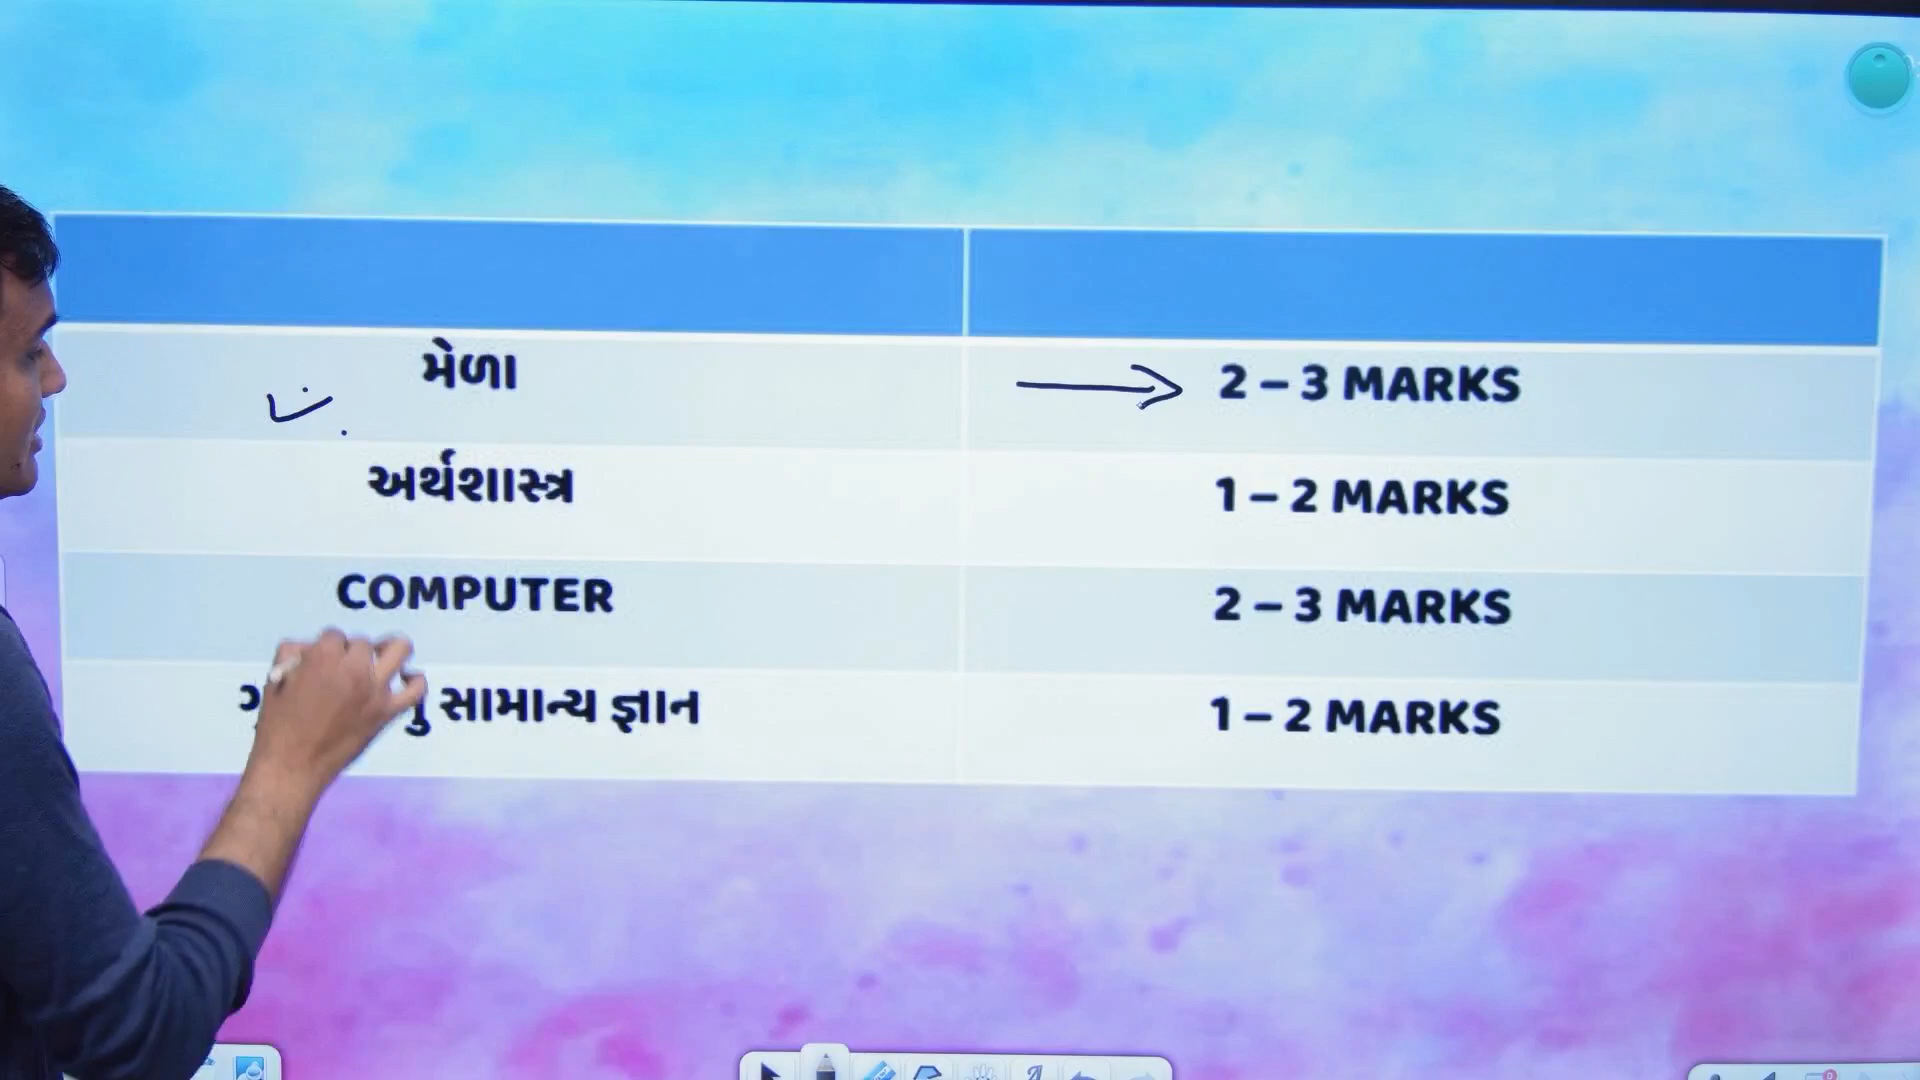 મેળા
2 – 3 MARKS
અર્થશાસ્ત્ર
1 – 2 MARKS
COMPUTER
2 – 3 MARKS
સામાન્ય જ્ઞાન
1 – 2 MARKS